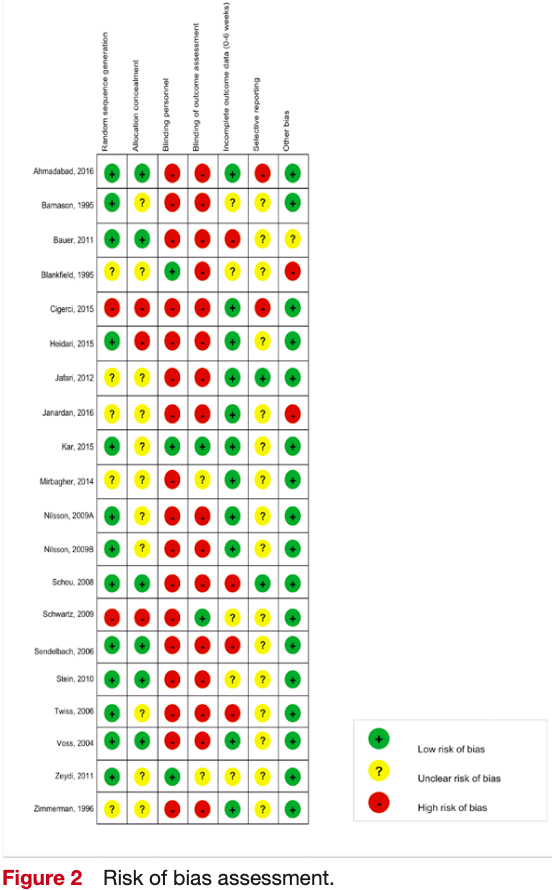 Random sequence generation
Allocation concealment
Blinding personnel
Blinding of outcome assessment
Incomplete outcome data (0-6 weeks)
Selective reporting
Other bias
Ahmadabad, 2016 + + - - + - +
Barnason, 1995 + ? - - ? ? +
Bauer, 2011 + + - - - ? ?
Blankfield, 1995 ? ? + - ? ? -
Cigerci, 2015 - - - - + - +
Heidari, 2015 + - - - + ? +
Jafari, 2012 ? ? - - + + +
Janardan, 2016 ? ? - - + ? -
Kar, 2015 + ? + + + ? +
Mirbagher, 2014 ? ? - ? + ? +
Nilsson, 2009A + ? - - + ? +
Nilsson, 2009B + ? - - + ? +
Schou, 2008 + + - - - + +
Schwartz, 2009 - - - + ? ? +
Sendelbach, 2006 + + - - - ? +
Stein, 2010 + + - - ? ? +
Twiss, 2006 + ? - - - ? +
Voss, 2004 + + - - + ? +
Zeydi, 2011 + ? + ? ? ? +
Zimmerman, 1996 ? ? - - + ? +
+ Low risk of bias
? Unclear risk of bias
- High risk of bias
Figure 2 Risk of bias assessment.